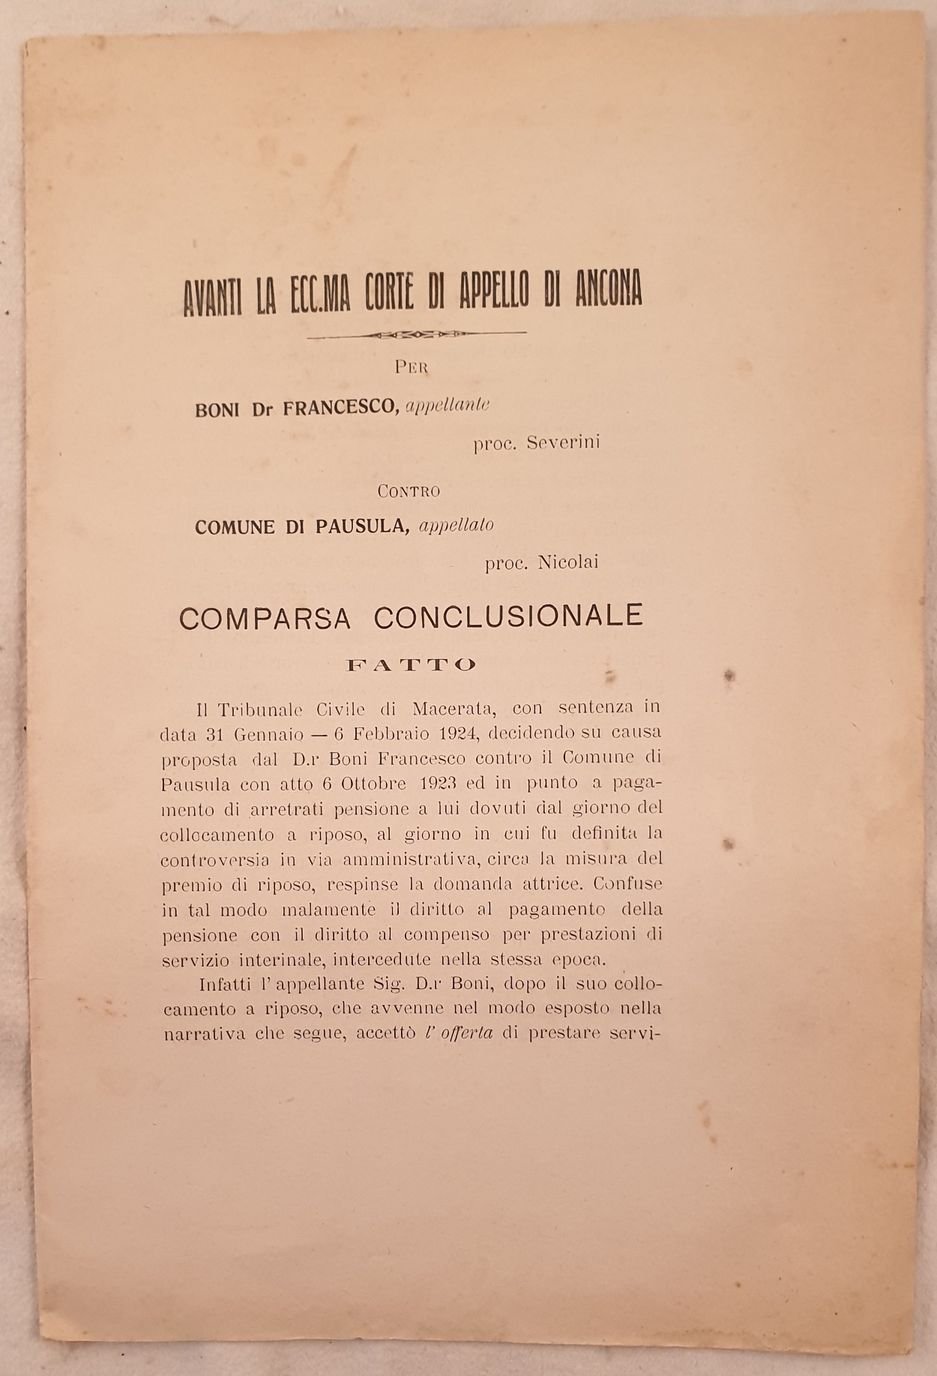 AVANTI LA ECC.MA CORTE DI APPELLO DI ANCONA
PER
BONI Dr FRANCESCO, appellante
proc. Severini
CONTRO
COMUNE DI PAUSULA, appellato
proc. Nicolai
COMPARSA CONCLUSIONALE
FATTO
Il Tribunale Civile di Macerata, con sentenza in
data 31 Gennaio — 6 Febbraio 1924, decidendo su causa
proposta dal D.r Boni Francesco contro il Comune di
Pausula con atto 6 Ottobre 1923 ed in punto a paga-
mento di arretrati pensione a lui dovuti dal giorno del
collocamento a riposo, al giorno in cui fu definita la
controversia in via amministrativa, circa la misura del
premio di riposo, respinse la domanda attrice. Confuse
in tal modo malamente il diritto al pagamento della
pensione con il diritto al compenso per prestazioni di
servizio interinale, intercedute nella stessa epoca.
Infatti l' appellante Sig. D.r Boni, dopo il suo collo-
camento a riposo, che avvenne nel modo esposto nella
narrativa che segue, accettò l' offerta di prestare servi-